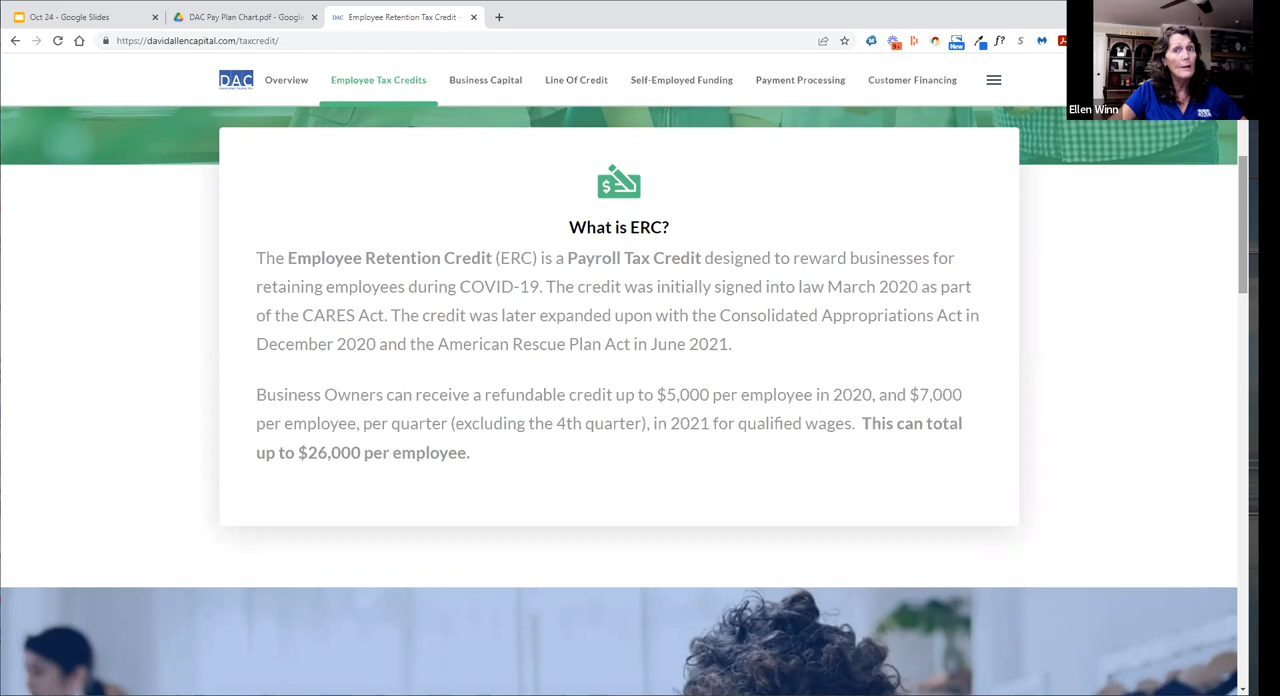 Oct 24 - Google Slides
DAC Pay Plan Chart.pdf - Google
Employee Retention Tax Credit -
https://davidallencapital.com/taxcredit/
9+
New
f?
S
Ellen Winn
DAC
Overview
Employee Tax Credits
Business Capital
Line Of Credit
Self-Employed Funding
Payment Processing
Customer Financing
$
What is ERC?
The Employee Retention Credit (ERC) is a Payroll Tax Credit designed to reward businesses for
retaining employees during COVID-19. The credit was initially signed into law March 2020 as part
of the CARES Act. The credit was later expanded upon with the Consolidated Appropriations Act in
December 2020 and the American Rescue Plan Act in June 2021.
Business Owners can receive a refundable credit up to $5,000 per employee in 2020, and $7,000
per employee, per quarter (excluding the 4th quarter), in 2021 for qualified wages. This can total
up to $26,000 per employee.